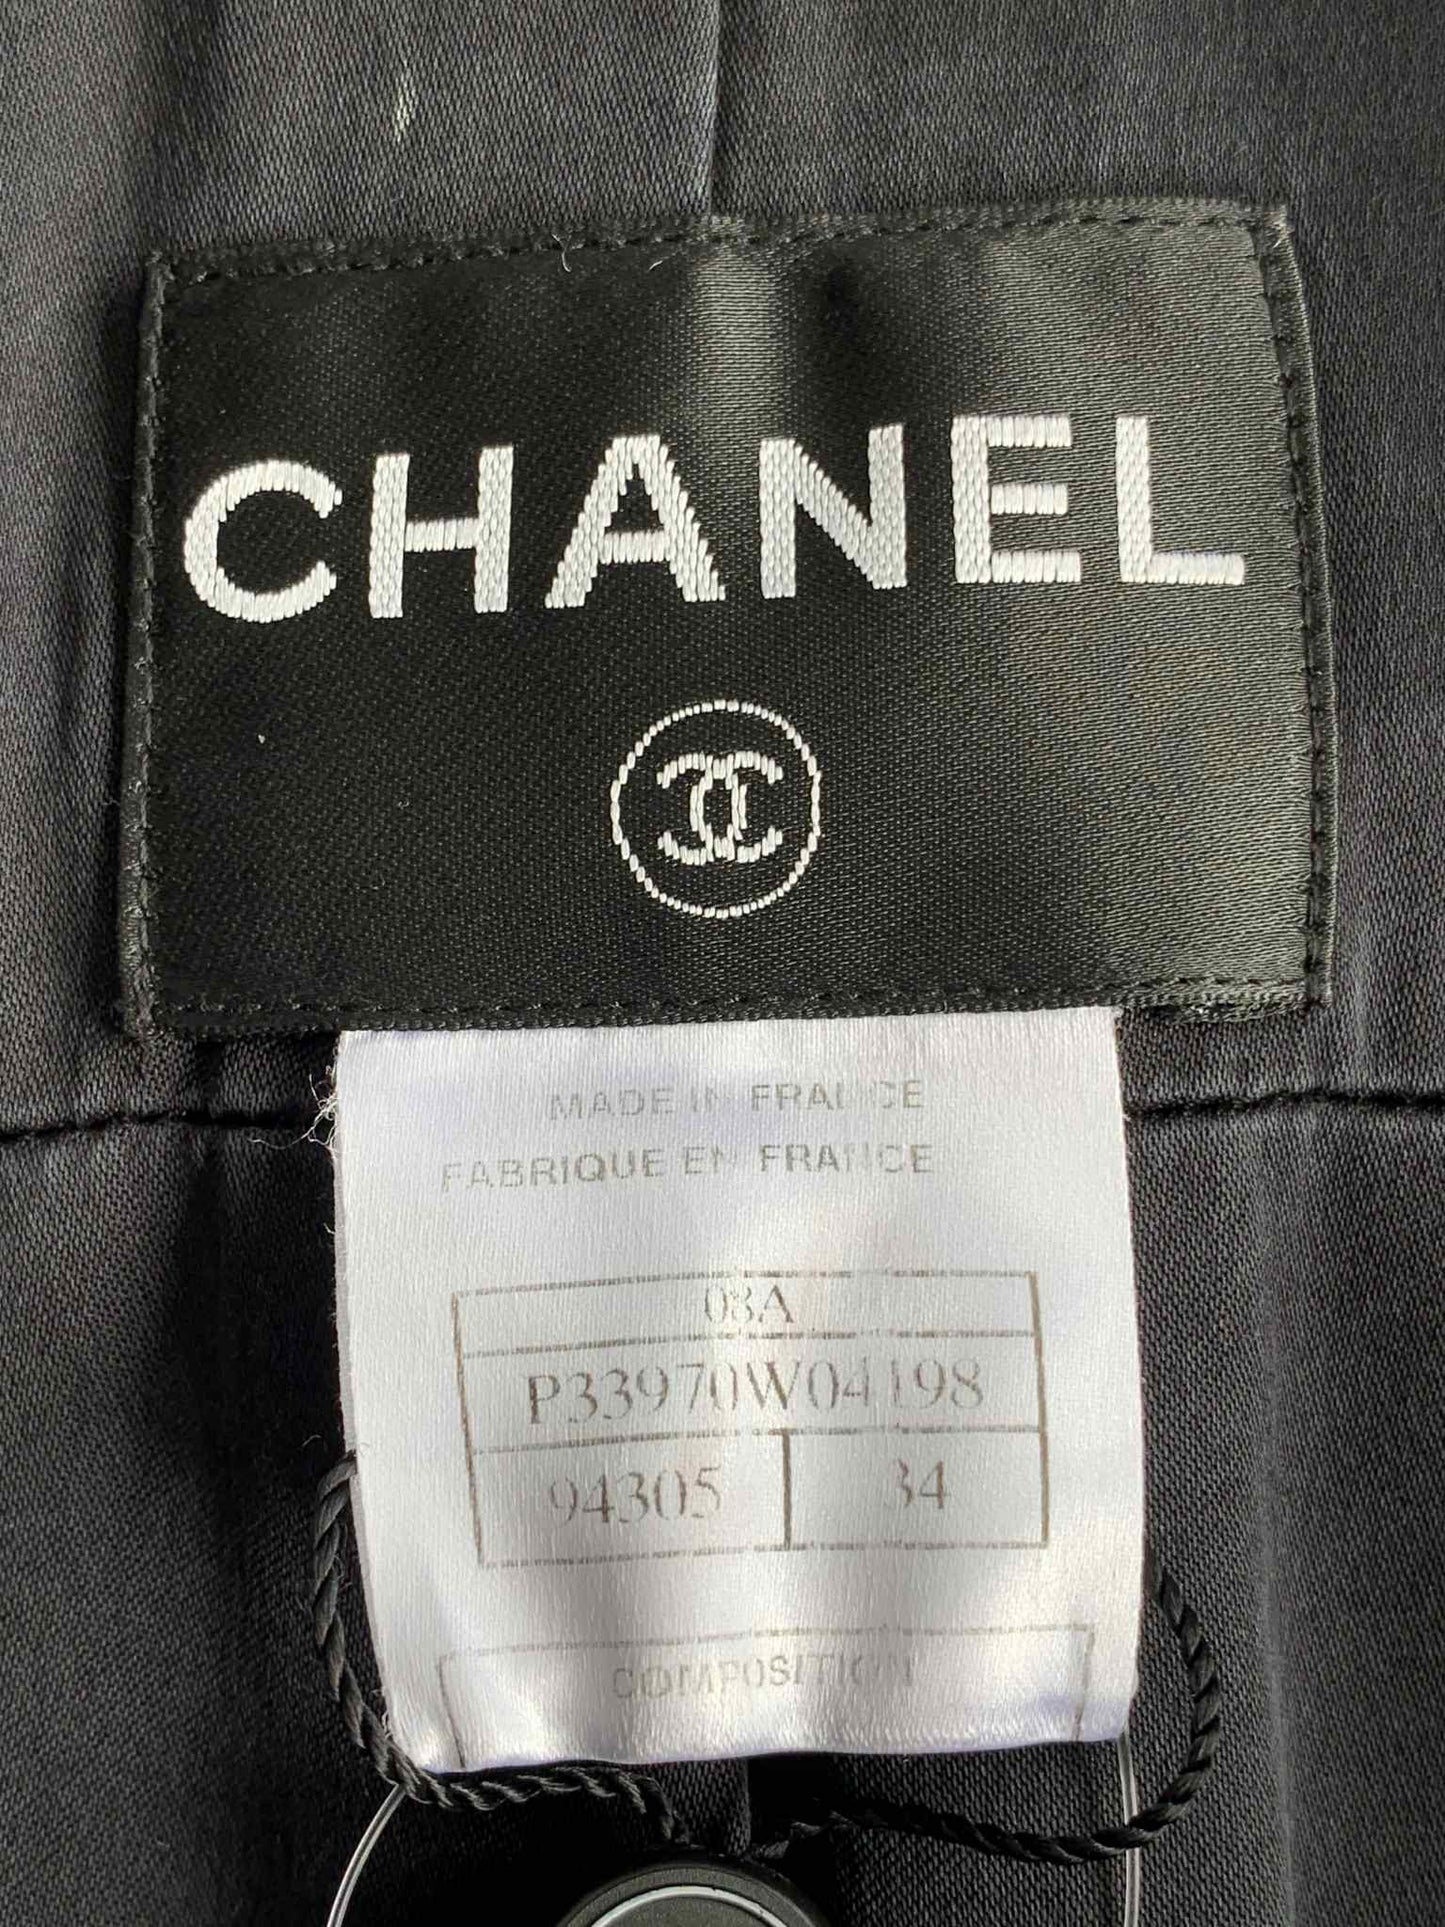 CHANEL
MADE IN FRANCE
FABRIQUE EN FRANCE
08A
P33970W04198
94305 34
COMPOSITION